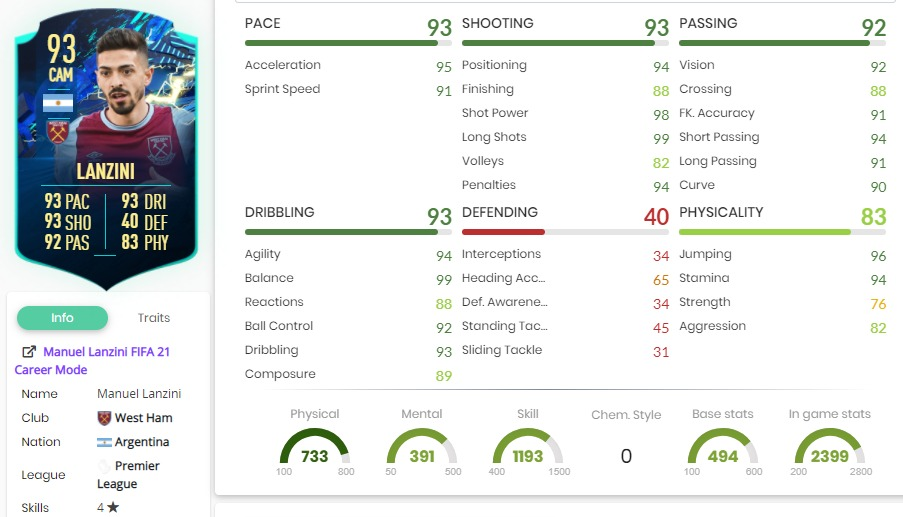 93
CAM
LANZINI
93 PAC 93 DRI
93 SHO 40 DEF
92 PAS 83 PHY
Info Traits
Manuel Lanzini FIFA 21
Career Mode
Name Manuel Lanzini
Club West Ham
Nation Argentina
League Premier
League
Skills 4★
PACE 93
Acceleration 95
Sprint Speed 91
SHOOTING 93
Positioning 94
Finishing 88
Shot Power 98
Long Shots 99
Volleys 82
Penalties 94
PASSING 92
Vision 92
Crossing 88
FK. Accuracy 91
Short Passing 94
Long Passing 91
Curve 90
DRIBBLING 93
Agility 94
Balance 99
Reactions 88
Ball Control 92
Dribbling 93
Composure 89
DEFENDING 40
Interceptions 34
Heading Acc... 65
Def. Awarene... 34
Standing Tac... 45
Sliding Tackle 31
PHYSICALITY 83
Jumping 96
Stamina 94
Strength 76
Aggression 82
Physical
733
100 800
Mental
391
50 500
Skill
1193
400 1500
Chem. Style
0
Base stats
494
100 600
In game stats
2399
200 2800